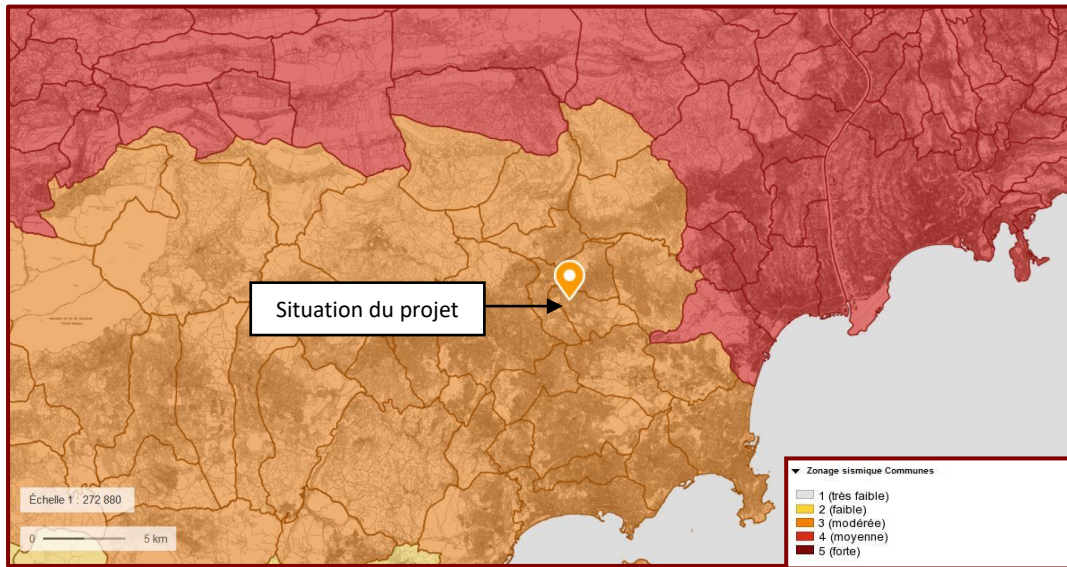 Situation du projet
Échelle 1 : 272 880
0 5 km
Zonage sismique Communes
1 (très faible)
2 (faible)
3 (modérée)
4 (moyenne)
5 (forte)